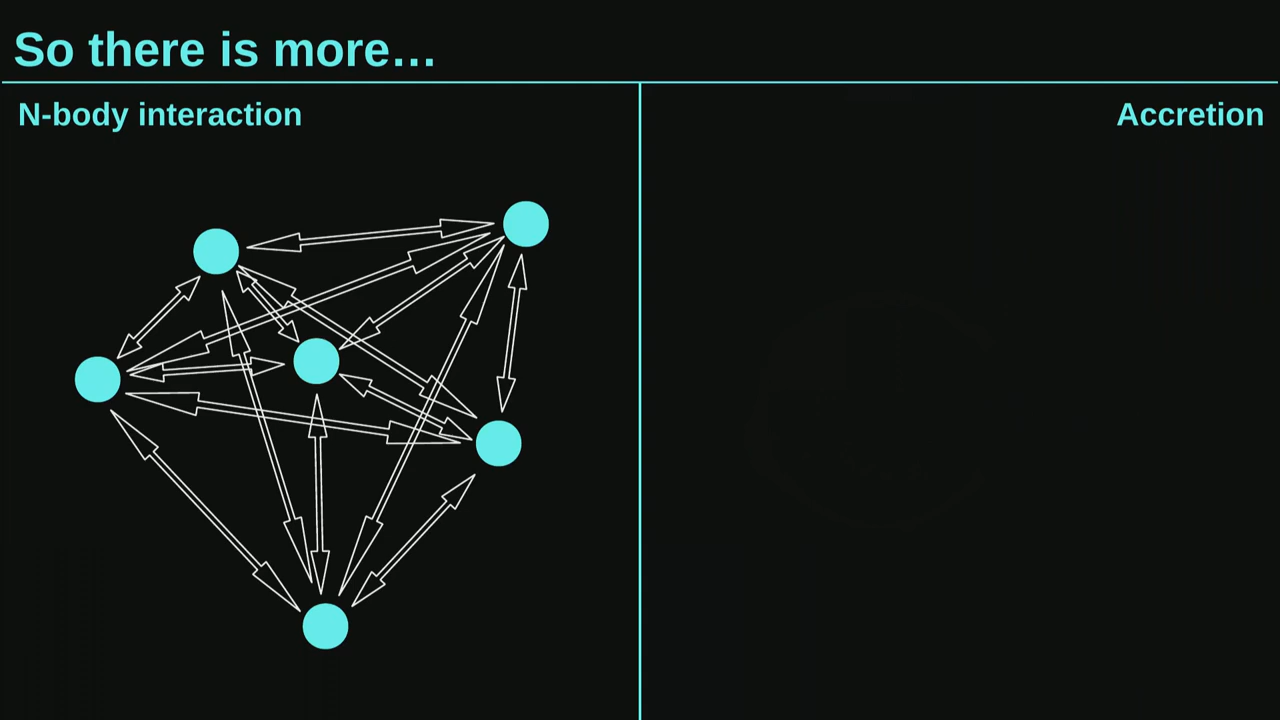 So there is more…
N-body interaction
Accretion